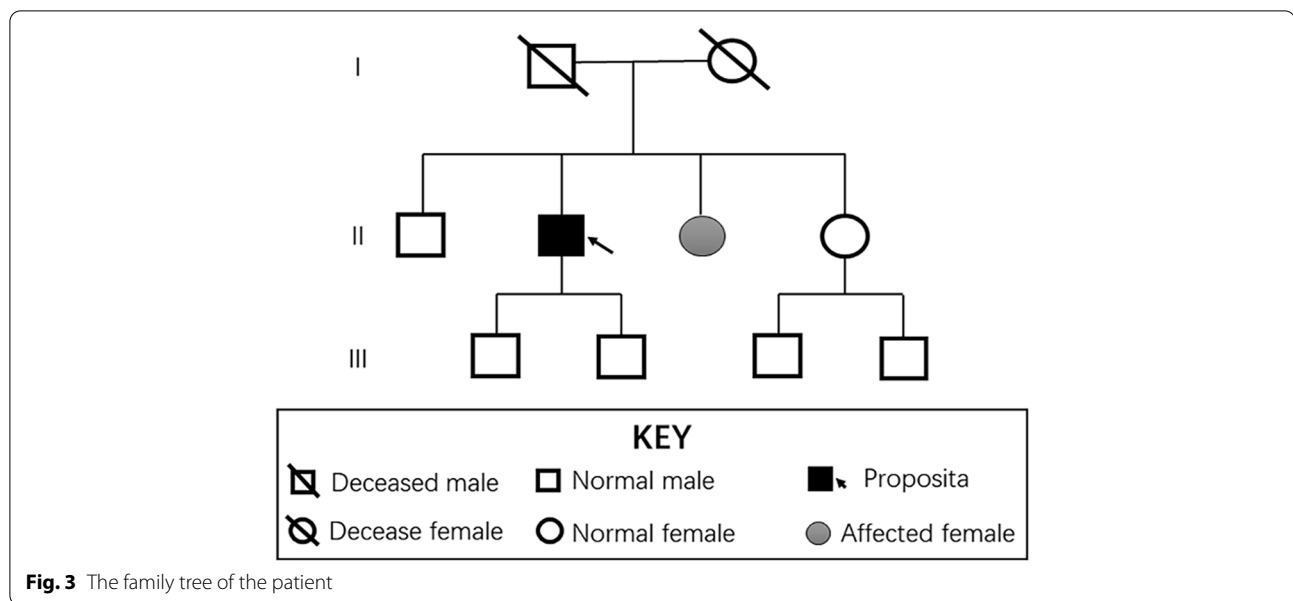 I
II
III
KEY
Deceased male Normal male Proposita
Decease female Normal female Affected female
Fig. 3 The family tree of the patient